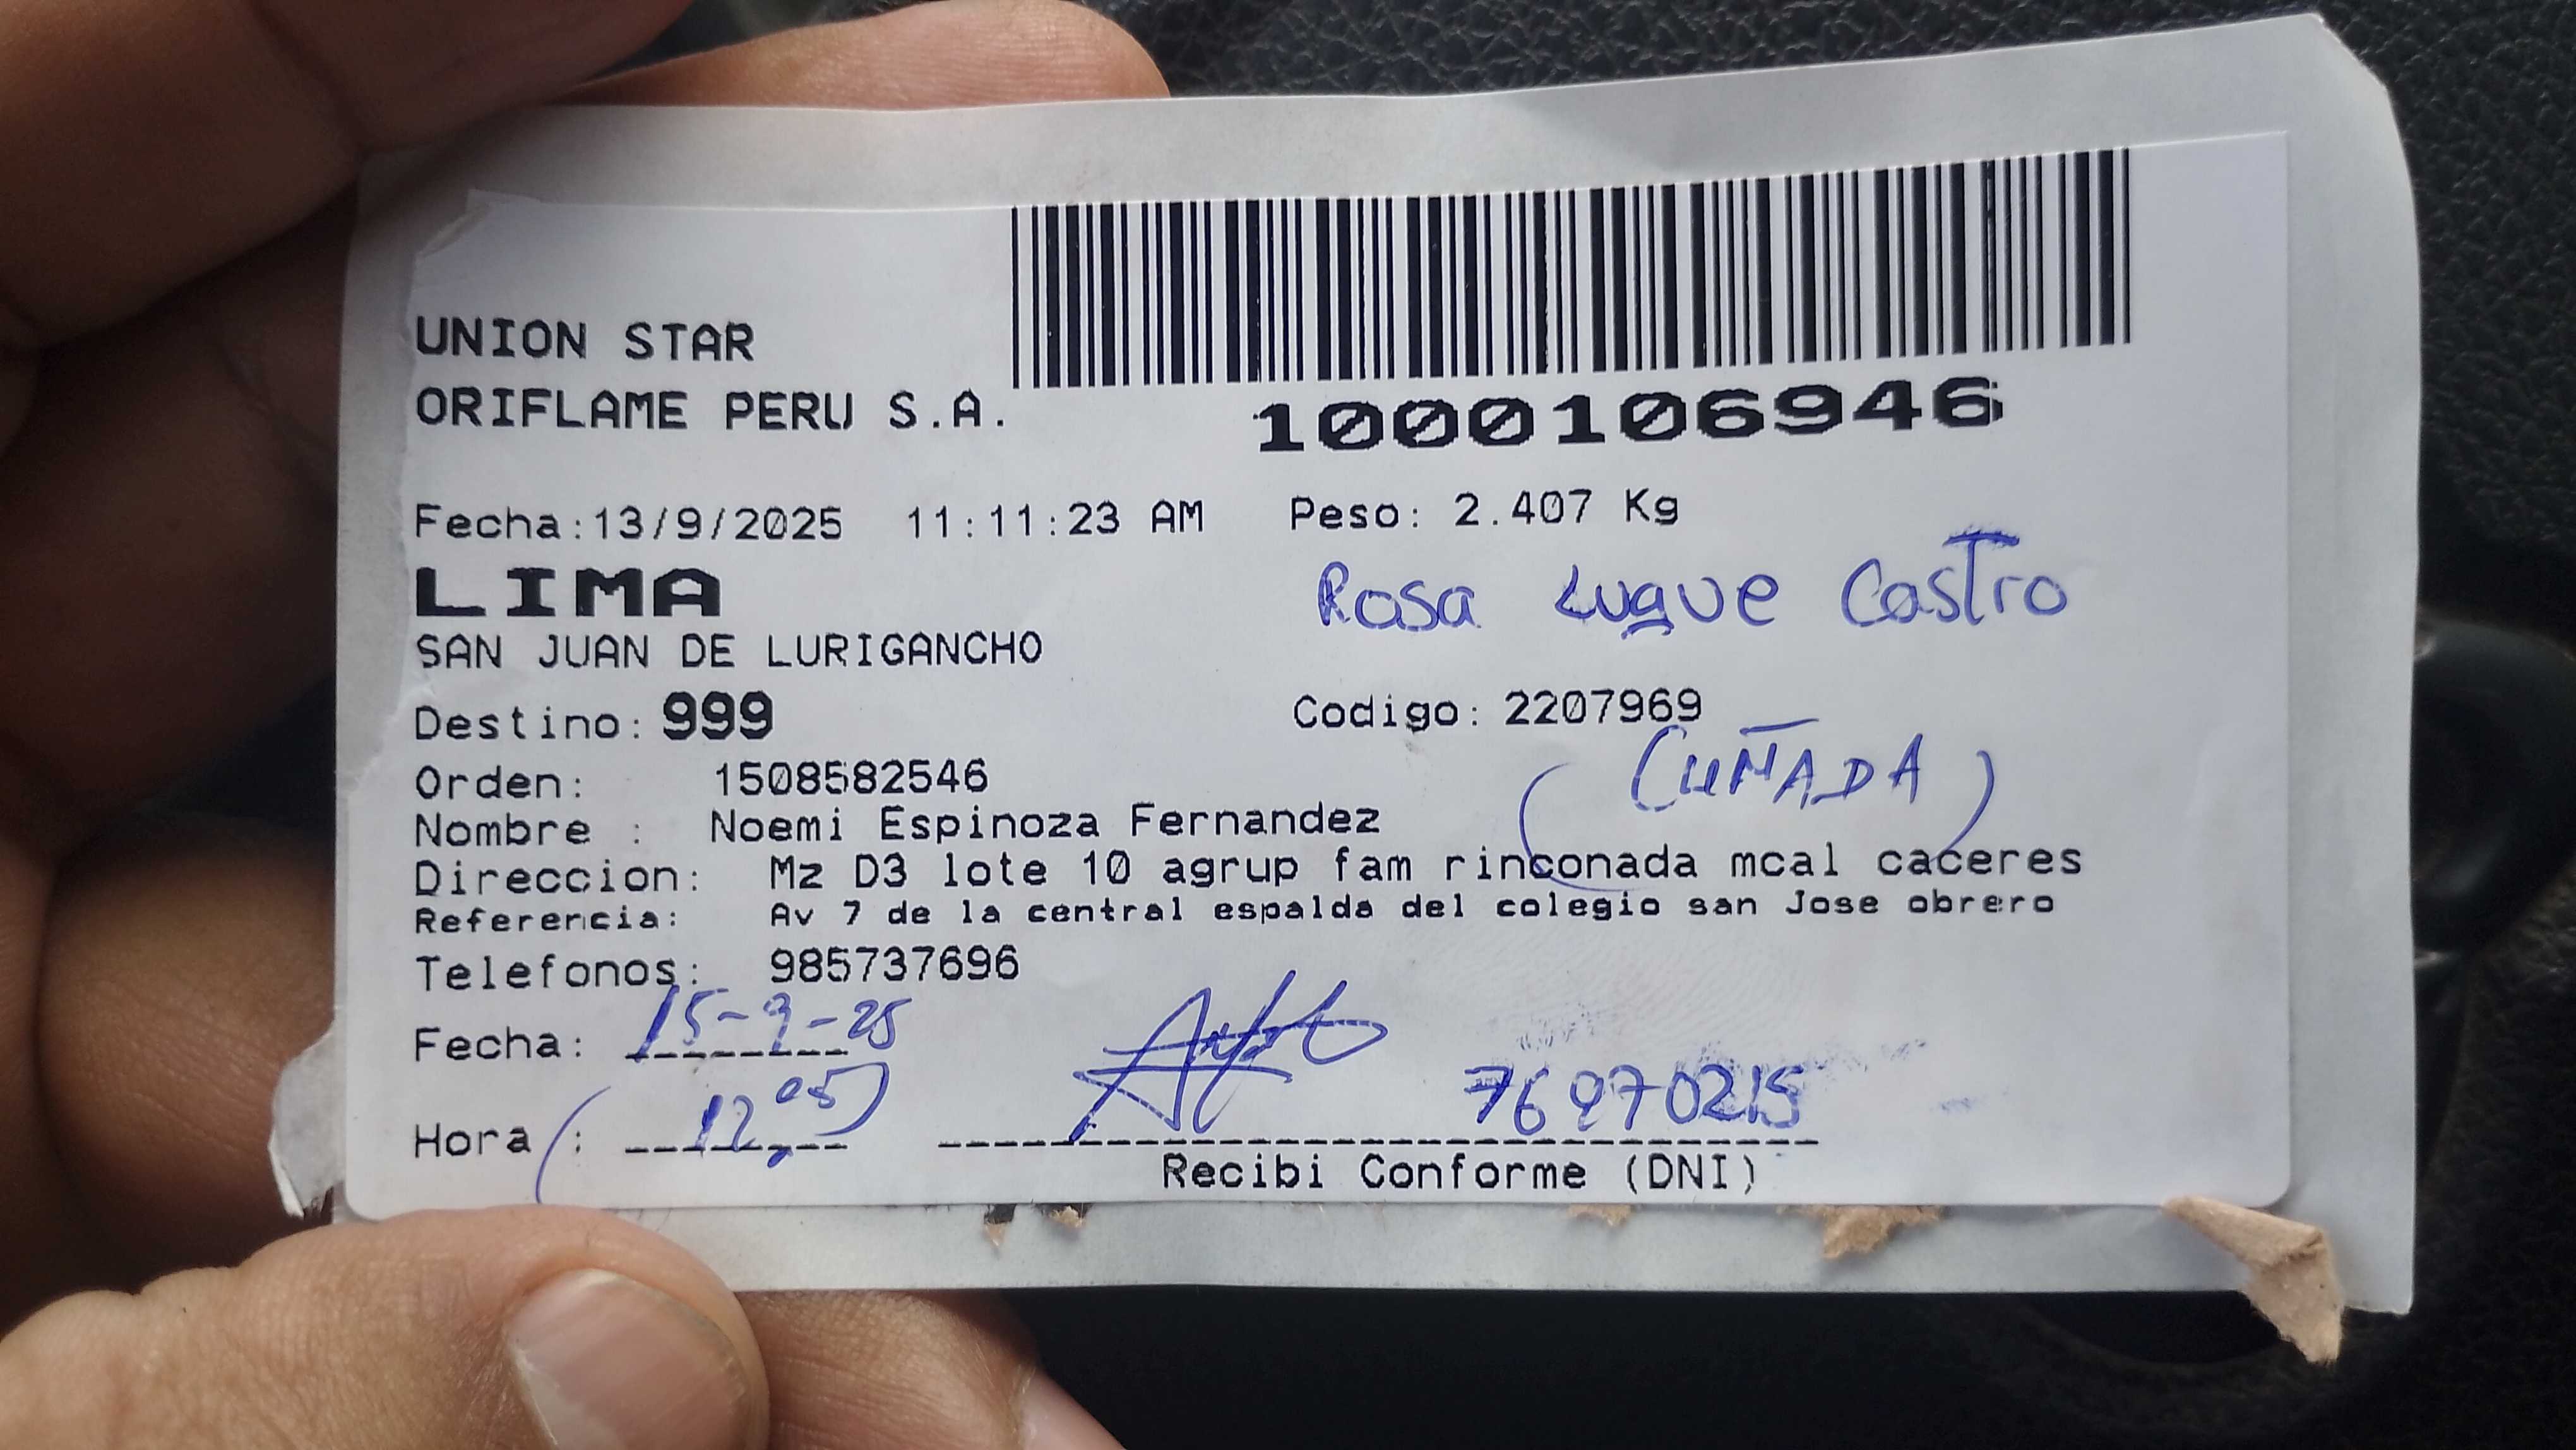 UNION STAR
ORIFLAME PERU S.A.
1000106946
Fecha:13/9/2025 11:11:23 AM Peso: 2.407 Kg
LIMA
Rosa Luque Castro
SAN JUAN DE LURIGANCHO
Destino: 999 Codigo: 2207969
(CUÑADA)
Orden: 1508582546
Nombre : Noemi Espinoza Fernandez
Direccion: Mz D3 lote 10 agrup fam rinconada mcal caceres
Referencia: Av 7 de la central espalda del colegio san Jose obrero
Telefonos: 985737696
Fecha: 15-9-25
Hora : (12,05) 76970215
Recibi Conforme (DNI)